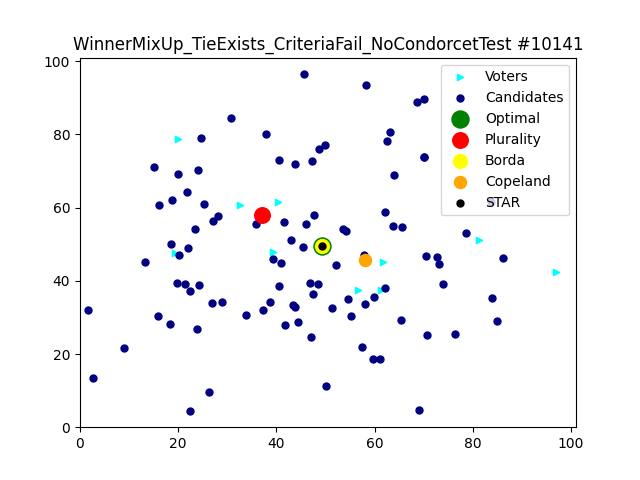 WinnerMixUp_TieExists_CriteriaFail_NoCondorcetTest #10141
100
80
60
40
20
0
0 20 40 60 80 100
Voters
Candidates
Optimal
Plurality
Borda
Copeland
STAR